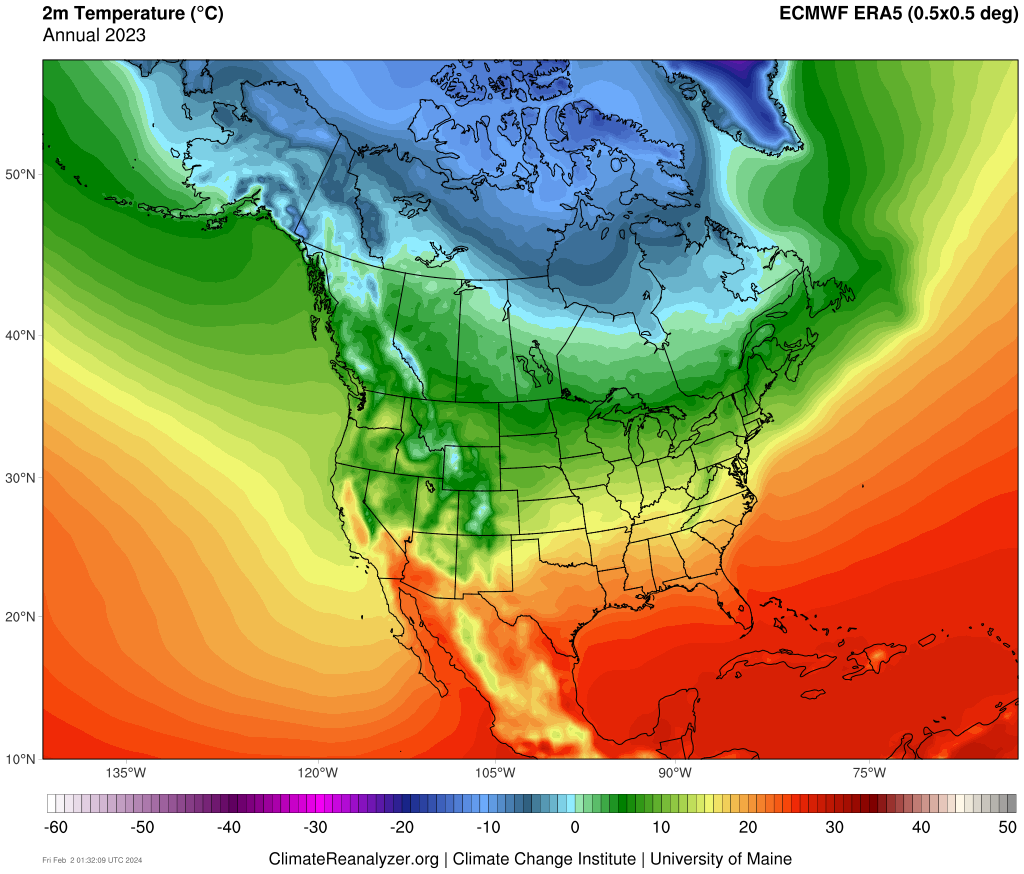 2m Temperature (°C)
ECMWF ERA5 (0.5x0.5 deg)
Annual 2023
50°N
40°N
30°N
20°N
10°N
135°W
120°W
105°W
90°W
75°W
-60 -50 -40 -30 -20 -10 0 10 20 30 40 50
Fri Feb 2 01:32:09 UTC 2024
ClimateReanalyzer.org | Climate Change Institute | University of Maine